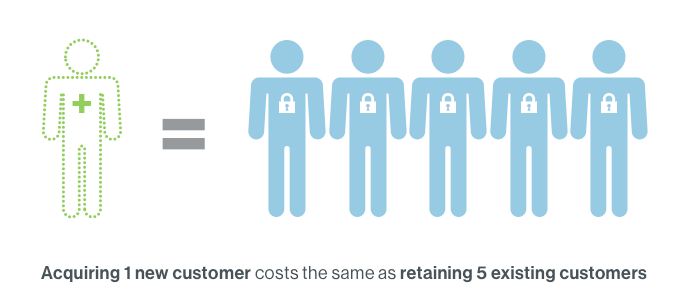 Acquiring 1 new customer costs the same as retaining 5 existing customers